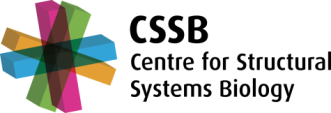 CSSB
Centre for Structural
Systems Biology